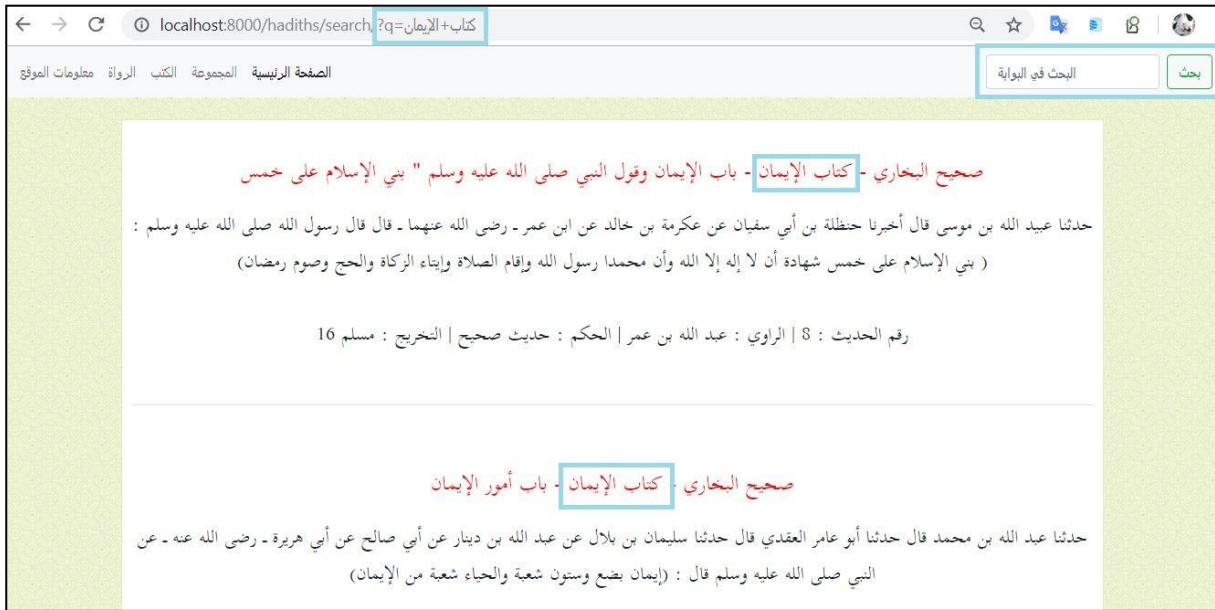 localhost:8000/hadiths/search/?q=كتاب+الإيمان
الصفحة الرئيسية المجموعة الكتب الرواة معلومات الموقع
البحث في البوابة
بحث
صحيح البخاري - كتاب الإيمان - باب الإيمان وقول النبي صلى الله عليه وسلم " بني الإسلام على خمس
حدثنا عبيد الله بن موسى قال أخبرنا حنظلة بن أبي سفيان عن عكرمة بن خالد عن ابن عمر ـ رضى الله عنهما ـ قال قال رسول الله صلى الله عليه وسلم :
( بني الإسلام على خمس شهادة أن لا إله إلا الله وأن محمدا رسول الله وإقام الصلاة وإيتاء الزكاة والحج وصوم رمضان)
رقم الحديث : 8 | الراوي : عبد الله بن عمر | الحكم : حديث صحيح | التخريج : مسلم 16
صحيح البخاري - كتاب الإيمان - باب أمور الإيمان
حدثنا عبد الله بن محمد قال حدثنا أبو عامر العقدي قال حدثنا سليمان بن بلال عن عبد الله بن دينار عن أبي صالح عن أبي هريرة ـ رضى الله عنه ـ عن
النبي صلى الله عليه وسلم قال : (إيمان بضع وستون شعبة والحياء شعبة من الإيمان)